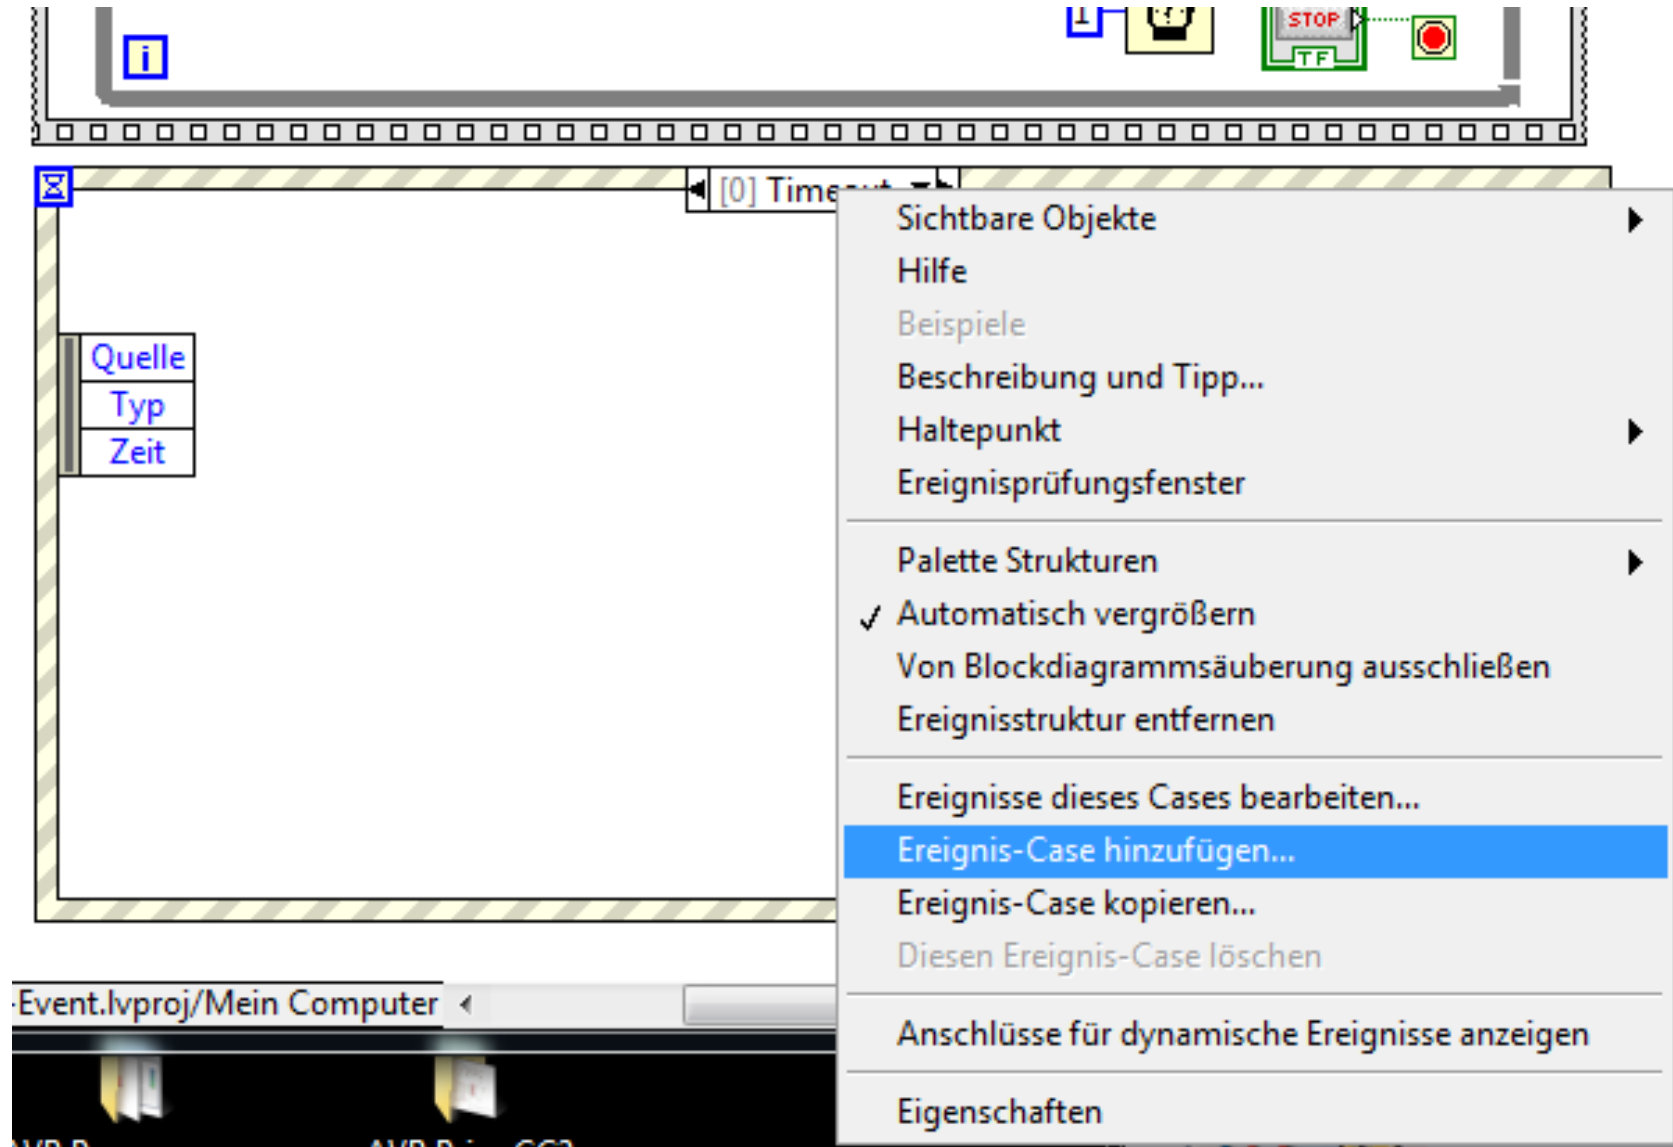 i
STOP
TF
[0]
Sichtbare Objekte
Hilfe
Beispiele
Beschreibung und Tipp...
Haltepunkt
Ereignisprüfungsfenster
Palette Strukturen
Automatisch vergrößern
Von Blockdiagrammsäuberung ausschließen
Ereignisstruktur entfernen
Ereignisse dieses Cases bearbeiten...
Ereignis-Case hinzufügen...
Ereignis-Case kopieren...
Diesen Ereignis-Case löschen
Anschlüsse für dynamische Ereignisse anzeigen
Eigenschaften
Quelle
Typ
Zeit
-Event.lvproj/Mein Computer